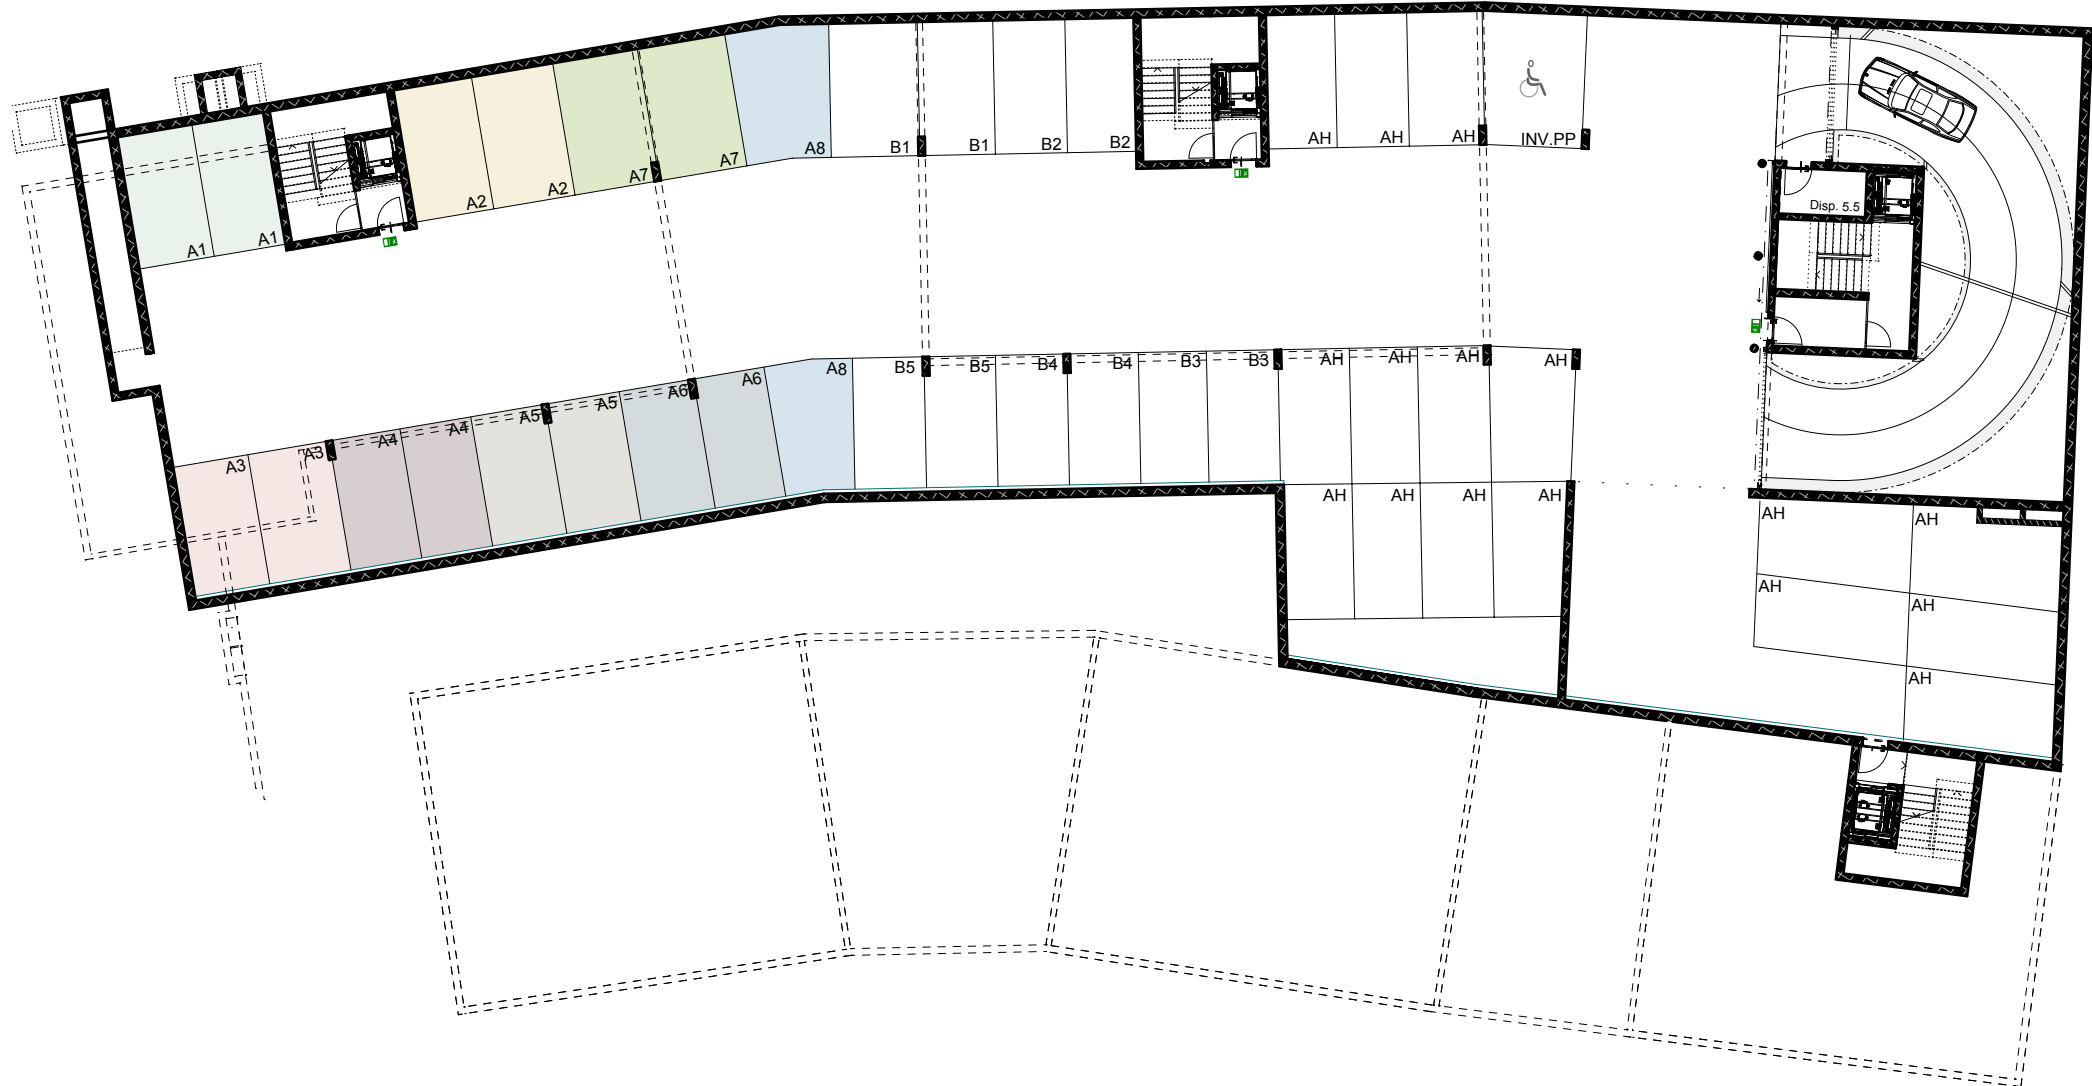 AH AH AH INV.PP
A8 B1 B1 B2 B2
A1 A1 A2 A2 A7 A7
Disp. 5.5
A3 A3 A4 A4 A5 A5 A6 A6 A8 B5 B5 B4 B4 B3 B3 AH AH AH AH
AH AH AH AH
AH AH
AH AH
AH